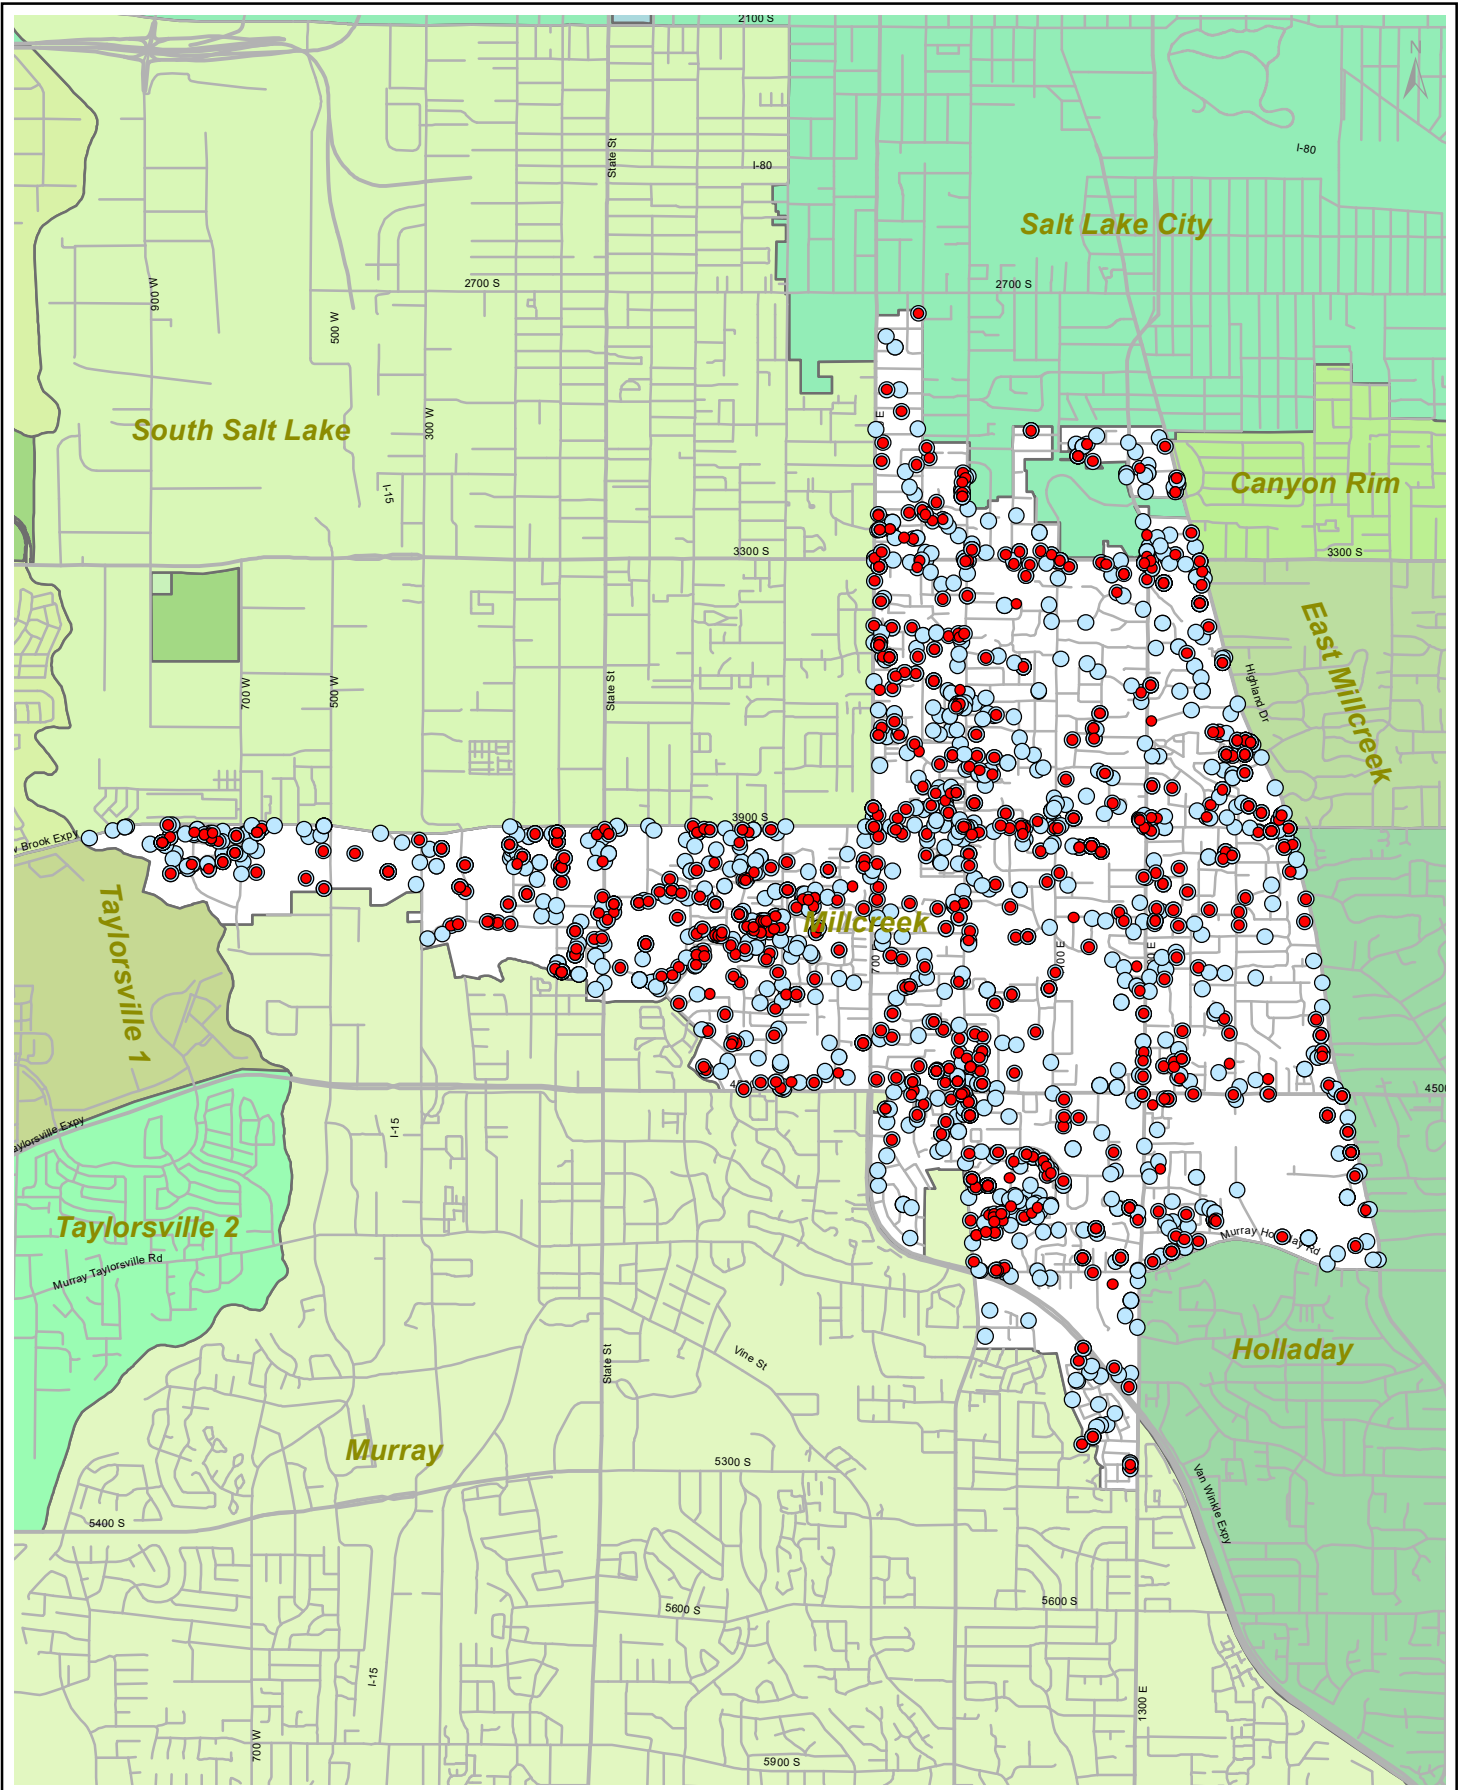 2100 S
N
State St
I-80
I-80
Salt Lake City
900 W
2700 S
2700 S
500 W
South Salt Lake
300 W
E
I-15
Canyon Rim
3300 S
3300 S
East Millcreek
700 W
500 W
State St
Highland Dr
3900 S
Brook Expy
Taylorsville 1
Millcreek
700 E
00 E
00 E
4500
Taylorsville Expy
I-15
Taylorsville 2
Murray Taylorsville Rd
Murray Holladay Rd
Vine St
State St
Holladay
Murray
5300 S
Van Winkle Expy
5400 S
5600 S
5600 S
I-15
1300 E
700 W
5900 S